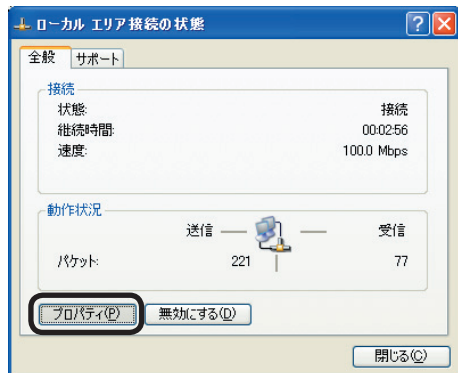 ローカル エリア接続の状態
全般 サポート
接続
状態: 接続
継続時間: 00:02:56
速度: 100.0 Mbps
動作状況
送信 受信
パケット: 221 77
プロパティ(P) 無効にする(D)
閉じる(C)